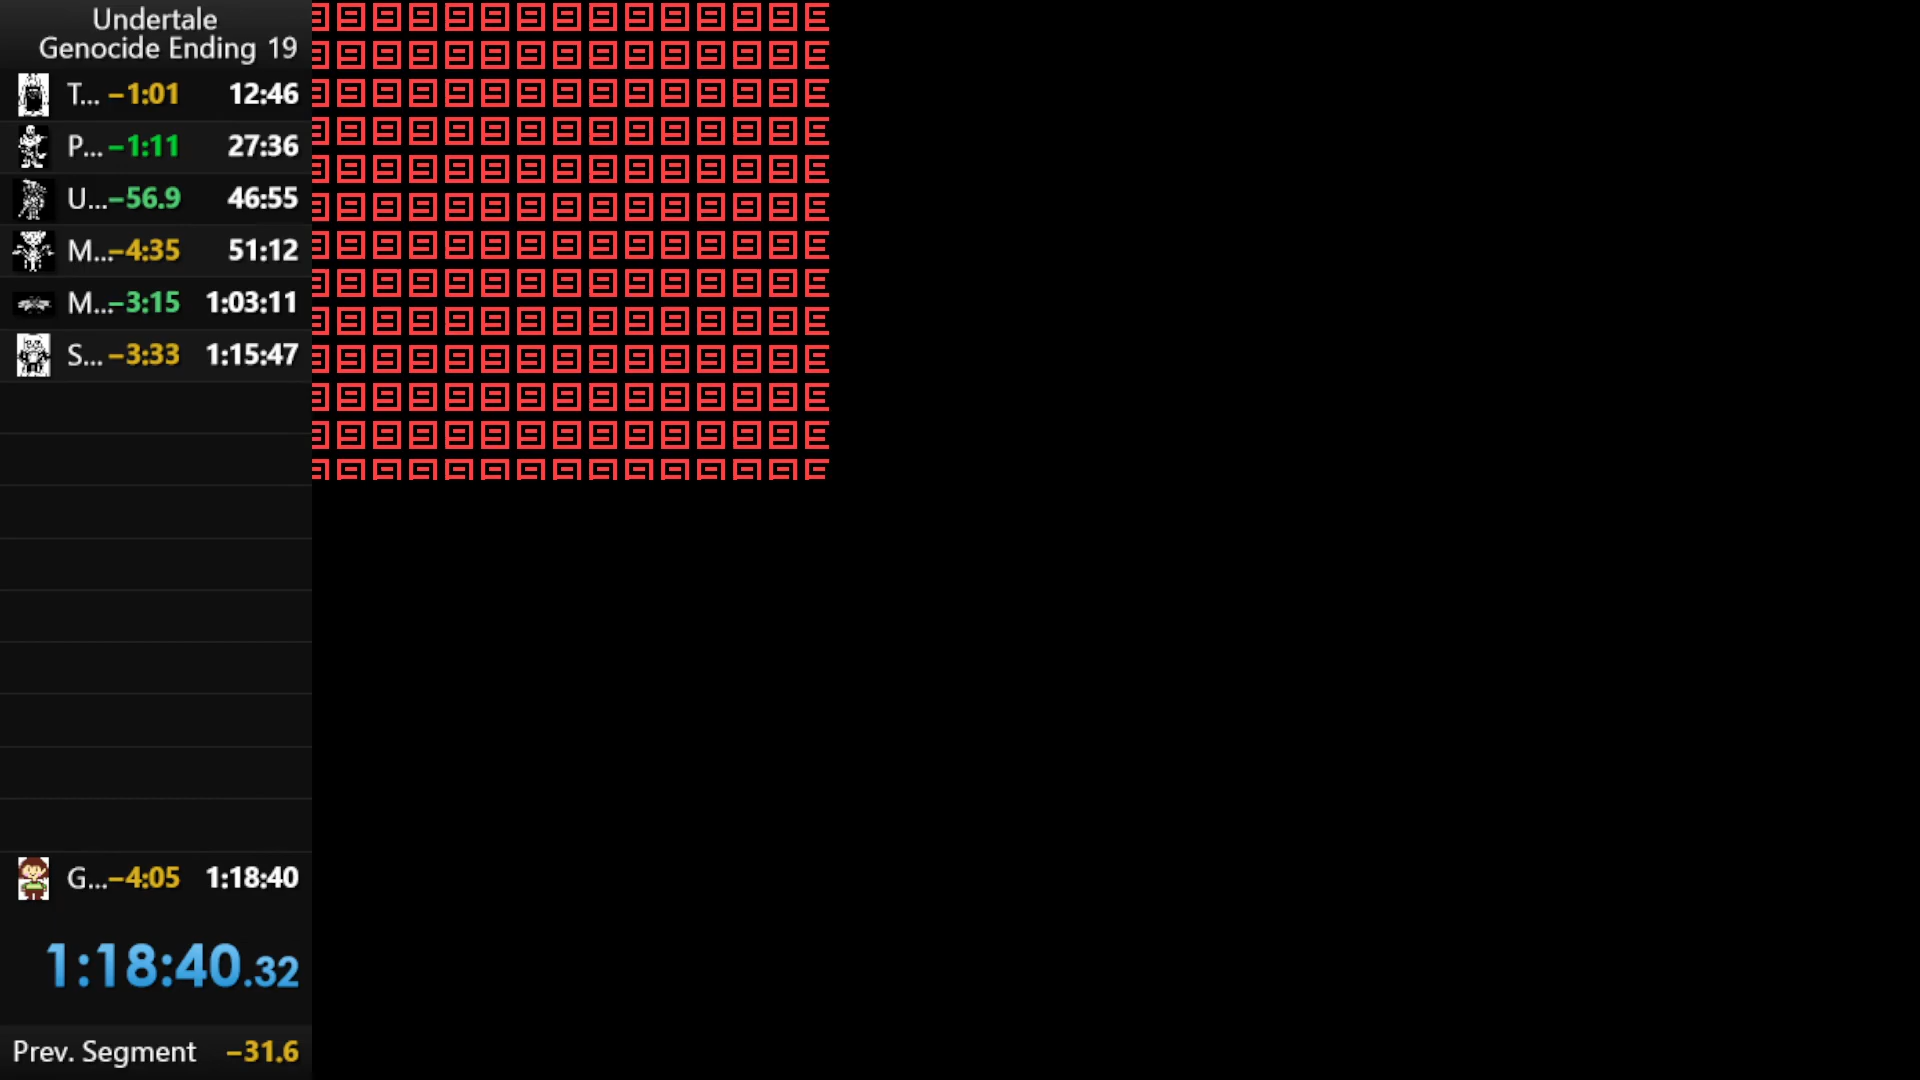 Undertale
Genocide Ending 19
T... −1:01 12:46
P... −1:11 27:36
U...−56.9 46:55
M...−4:35 51:12
M...−3:15 1:03:11
S... −3:33 1:15:47
G...−4:05 1:18:40
1:18:40.32
Prev. Segment −31.6